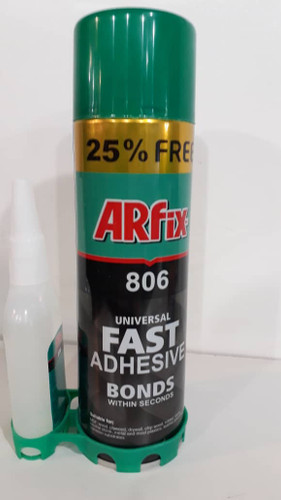 25% FREE
ARfix
806
UNIVERSAL
FAST
ADHESIVE
BONDS
WITHIN SECONDS